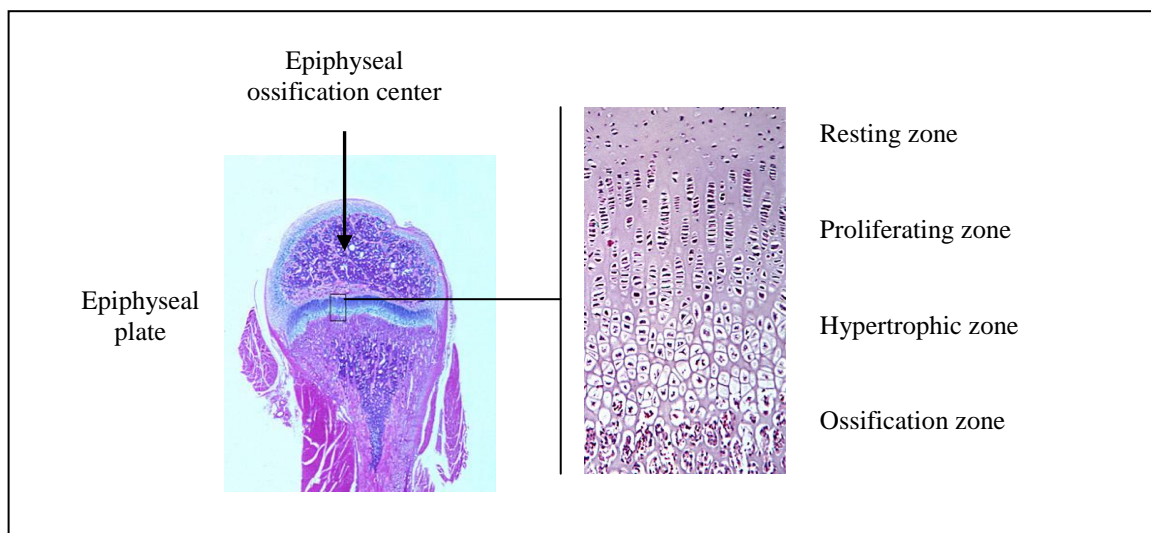 Epiphyseal
ossification center
Epiphyseal
plate
Resting zone
Proliferating zone
Hypertrophic zone
Ossification zone